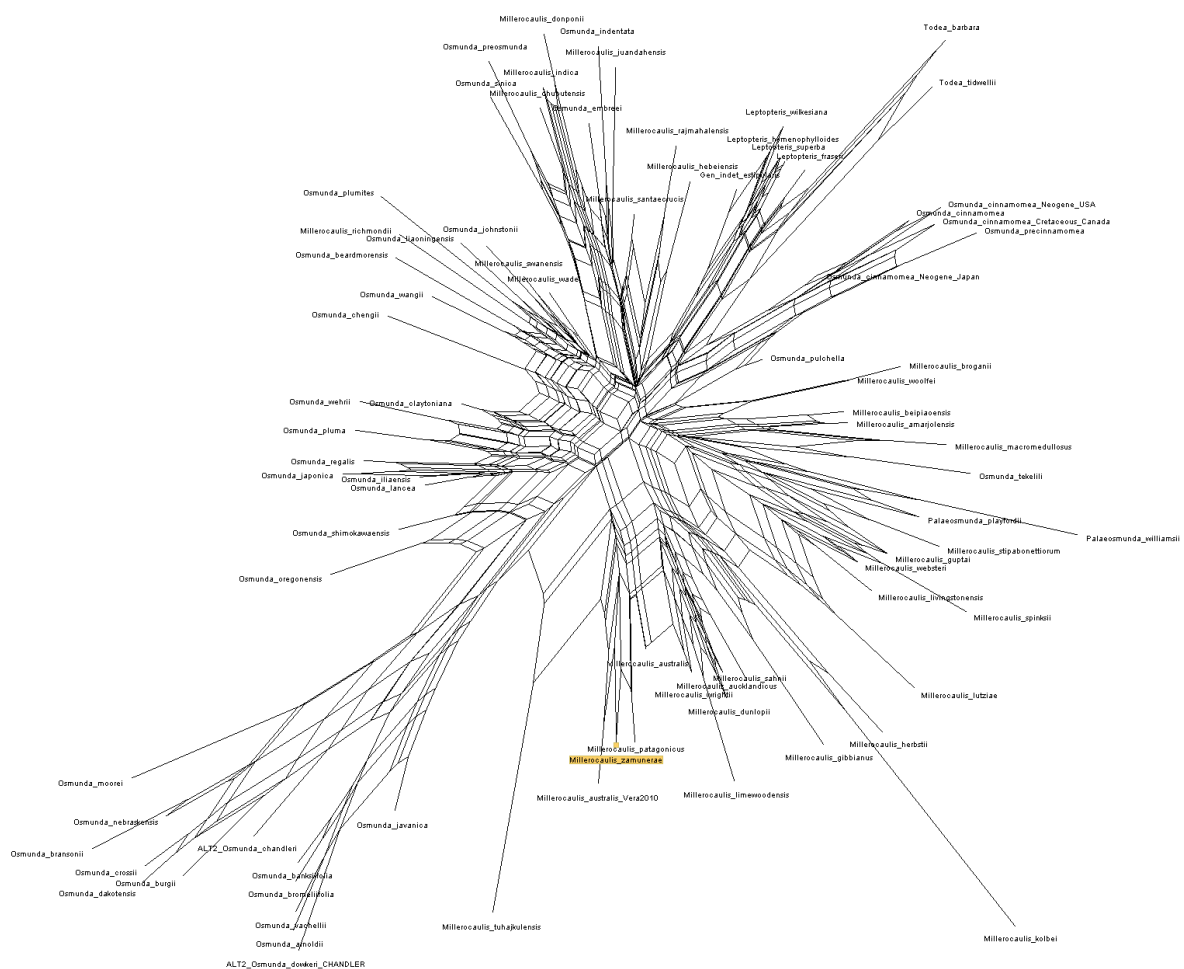 Millerocaulis_donponii
Todea_barbara
Osmunda_indentata
Osmunda_preosmunda
Millerocaulis_juandahensis
Millerocaulis_indica
Osmunda_sinica
Todea_tidwellii
Millerocaulis_chubutensis
Osmunda_embreei
Leptopteris_wilkesiana
Millerocaulis_rajmahalensis
Leptopteris_hymenophylloides
Leptopteris_superba
Leptopteris_fraseri
Millerocaulis_hebeiensis
Gen_indet_estipularis
Osmunda_plumites
Millerocaulis_santaecrucis
Osmunda_cinnamomea_Neogene_USA
Osmunda_cinnamomea
Osmunda_cinnamomea_Cretaceous_Canada
Osmunda_precinnamomea
Millerocaulis_richmondii
Osmunda_johnstonii
Osmunda_liaoningensis
Osmunda_beardmorensis
Millerocaulis_swanensis
Millerocaulis_wadei
Osmunda_cinnamomea_Neogene_Japan
Osmunda_wangii
Osmunda_chengii
Osmunda_pulchella
Millerocaulis_broganii
Millerocaulis_woolfei
Osmunda_wehrii
Osmunda_claytoniana
Millerocaulis_beipiaoensis
Millerocaulis_amarjolensis
Osmunda_pluma
Millerocaulis_macromedullosus
Osmunda_regalis
Osmunda_japonica
Osmunda_iliaensis
Osmunda_lancea
Osmunda_tekelili
Palaeosmunda_playfordii
Osmunda_shimokawaensis
Palaeosmunda_williamsii
Millerocaulis_stipabonettiorum
Millerocaulis_guptai
Millerocaulis_websteri
Osmunda_oregonensis
Millerocaulis_livingstonensis
Millerocaulis_spinksii
Millerocaulis_australis
Millerocaulis_sahnii
Millerocaulis_aucklandicus
Millerocaulis_wrightii
Millerocaulis_lutziae
Millerocaulis_dunlopii
Millerocaulis_herbstii
Millerocaulis_patagonicus
Millerocaulis_zamunerae
Millerocaulis_gibbianus
Osmunda_moorei
Millerocaulis_australis_Vera2010
Millerocaulis_limewoodensis
Osmunda_nebraskensis
Osmunda_javanica
ALT2_Osmunda_chandleri
Osmunda_bransonii
Osmunda_crossii
Osmunda_burgii
Osmunda_dakotensis
Osmunda_banksiifolia
Osmunda_bromeliifolia
Osmunda_vachellii
Millerocaulis_tuhajkulensis
Osmunda_arnoldii
Millerocaulis_kolbei
ALT2_Osmunda_dowkeri_CHANDLER